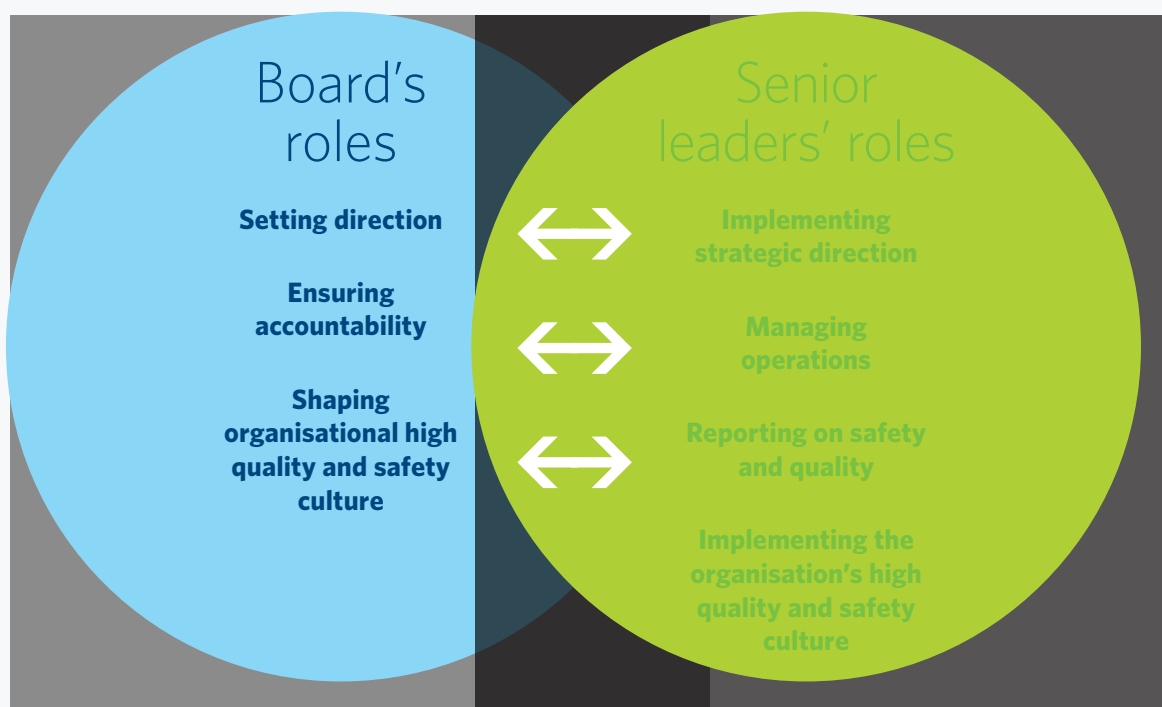 Board's
roles
Setting direction
Ensuring
accountability
Shaping
organisational high
quality and safety
culture
Senior
leaders' roles
Implementing
strategic direction
Managing
operations
Reporting on safety
and quality
Implementing the
organisation's high
quality and safety
culture